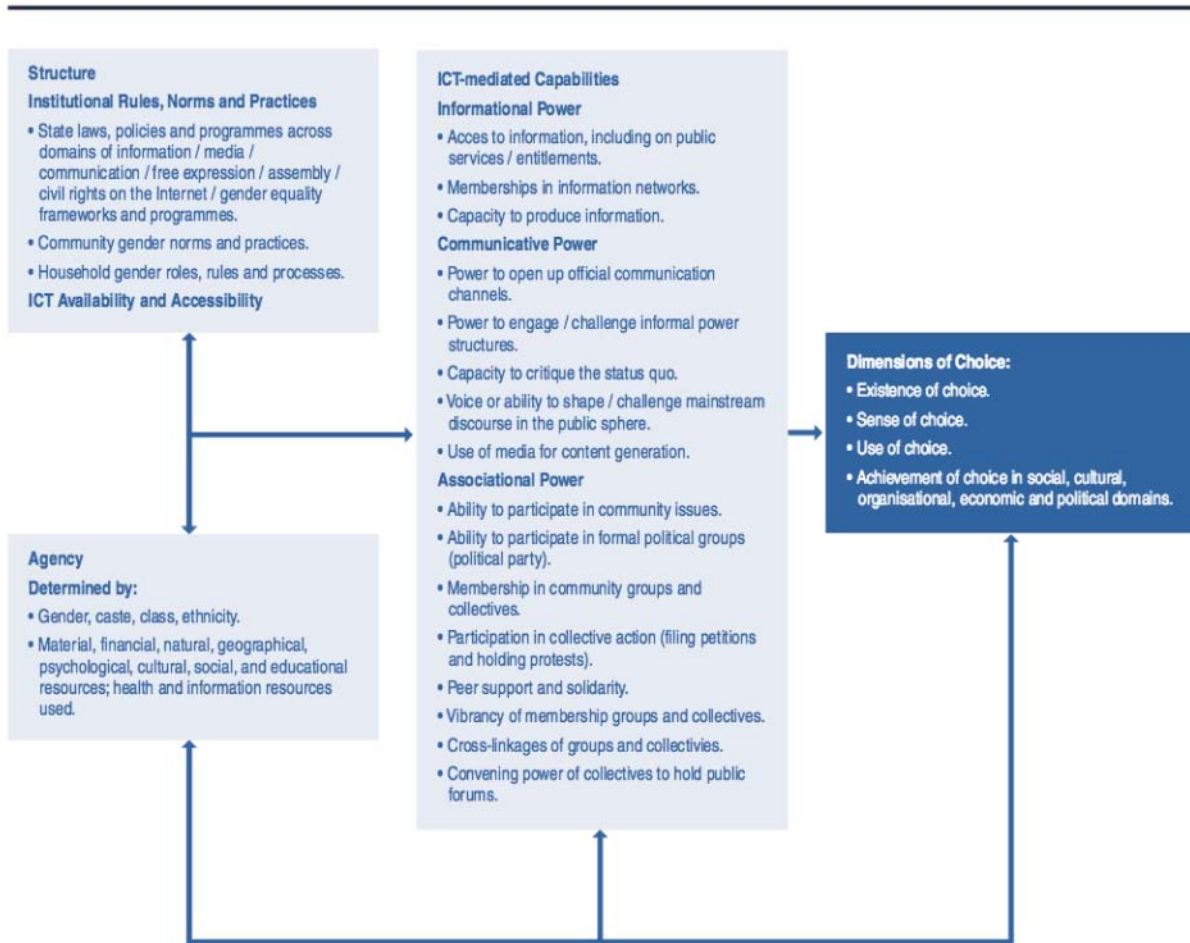 Structure
Institutional Rules, Norms and Practices
• State laws, policies and programmes across
domains of information / media /
communication / free expression / assembly /
civil rights on the Internet / gender equality
frameworks and programmes.
• Community gender norms and practices.
• Household gender roles, rules and processes.
ICT Availability and Accessibility
Agency
Determined by:
• Gender, caste, class, ethnicity.
• Material, financial, natural, geographical,
psychological, cultural, social, and educational
resources; health and information resources
used.
ICT-mediated Capabilities
Informational Power
• Acces to information, including on public
services / entitlements.
• Memberships in information networks.
• Capacity to produce information.
Communicative Power
• Power to open up official communication
channels.
• Power to engage / challenge informal power
structures.
• Capacity to critique the status quo.
• Voice or ability to shape / challenge mainstream
discourse in the public sphere.
• Use of media for content generation.
Associational Power
• Ability to participate in community issues.
• Ability to participate in formal political groups
(political party).
• Membership in community groups and
collectives.
• Participation in collective action (filing petitions
and holding protests).
• Peer support and solidarity.
• Vibrancy of membership groups and collectives.
• Cross-linkages of groups and collectivies.
• Convening power of collectives to hold public
forums.
Dimensions of Choice:
• Existence of choice.
• Sense of choice.
• Use of choice.
• Achievement of choice in social, cultural,
organisational, economic and political domains.